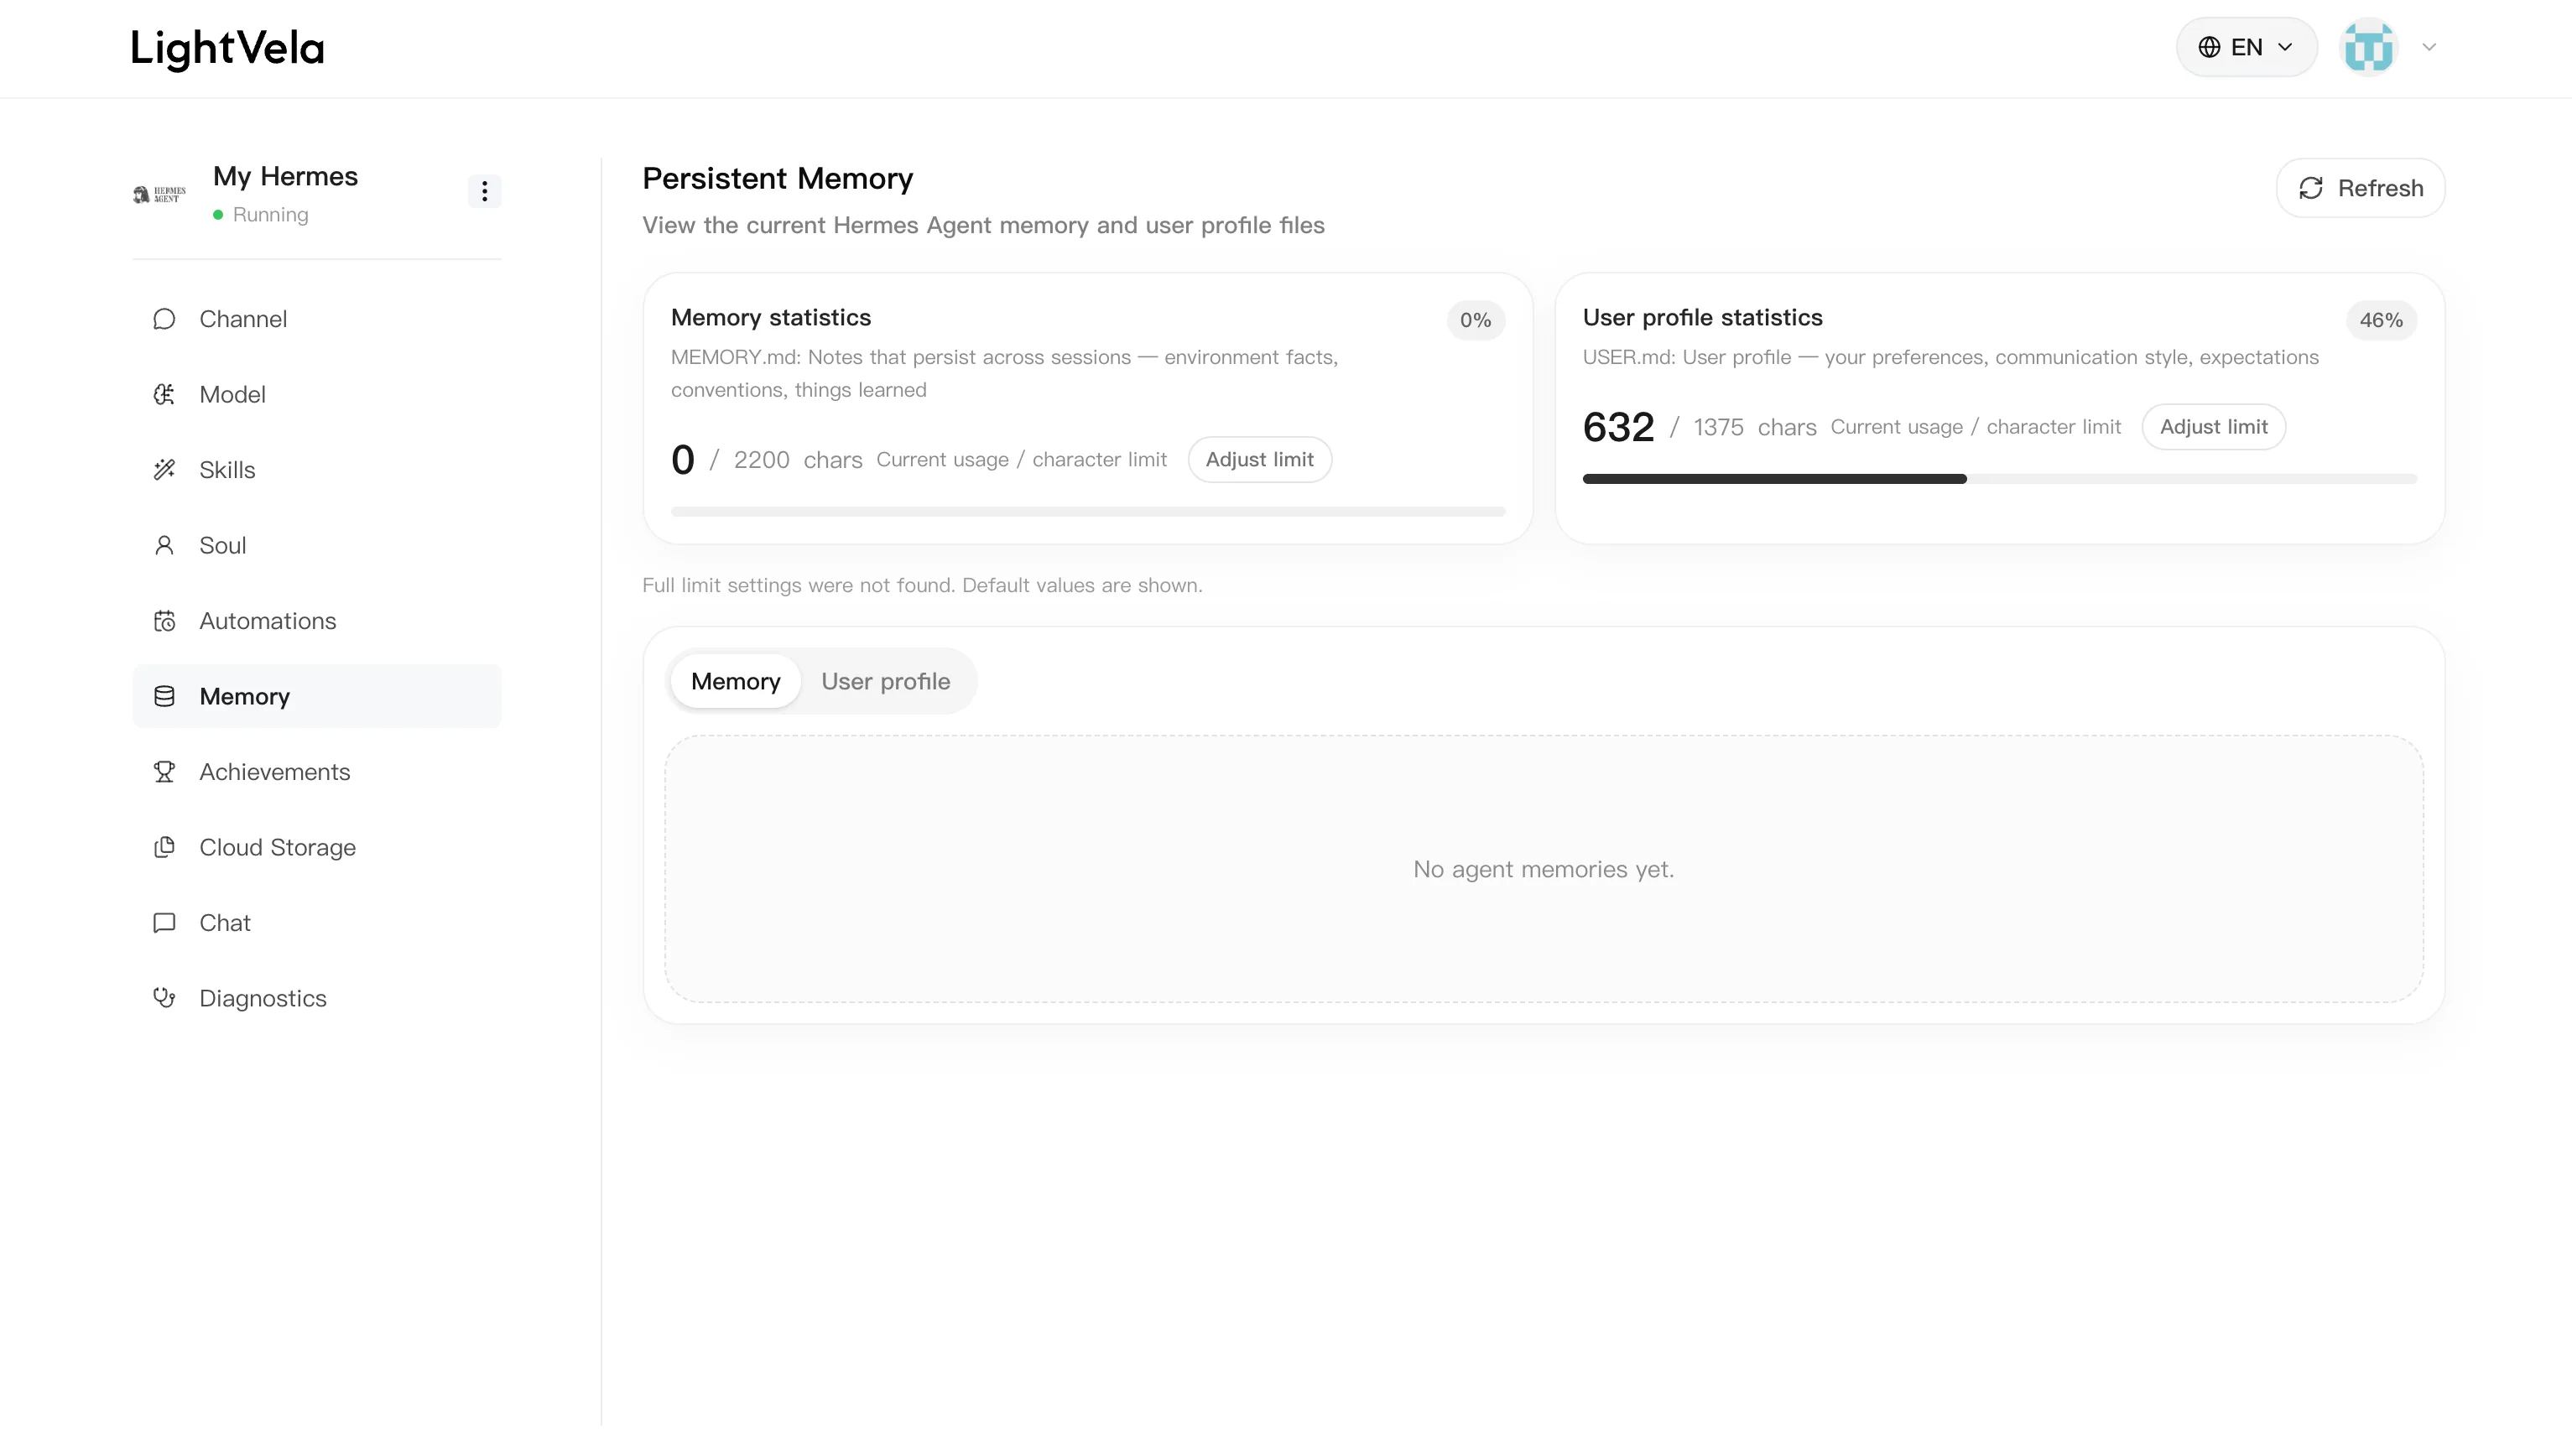 LightVela
EN
HERMES
AGENT
My Hermes
Running
Channel
Model
Skills
Soul
Automations
Memory
Achievements
Cloud Storage
Chat
Diagnostics
Persistent Memory
View the current Hermes Agent memory and user profile files
Refresh
Memory statistics
0%
MEMORY.md: Notes that persist across sessions — environment facts,
conventions, things learned
0 / 2200 chars Current usage / character limit Adjust limit
User profile statistics
46%
USER.md: User profile — your preferences, communication style, expectations
632 / 1375 chars Current usage / character limit Adjust limit
Full limit settings were not found. Default values are shown.
Memory User profile
No agent memories yet.